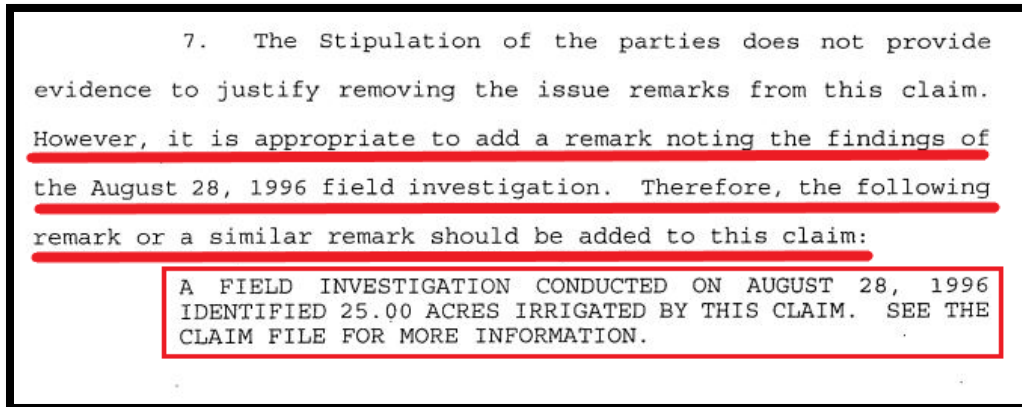 7. The Stipulation of the parties does not provide
evidence to justify removing the issue remarks from this claim.
However, it is appropriate to add a remark noting the findings of
the August 28, 1996 field investigation. Therefore, the following
remark or a similar remark should be added to this claim:
A FIELD INVESTIGATION CONDUCTED ON AUGUST 28, 1996
IDENTIFIED 25.00 ACRES IRRIGATED BY THIS CLAIM. SEE THE
CLAIM FILE FOR MORE INFORMATION.